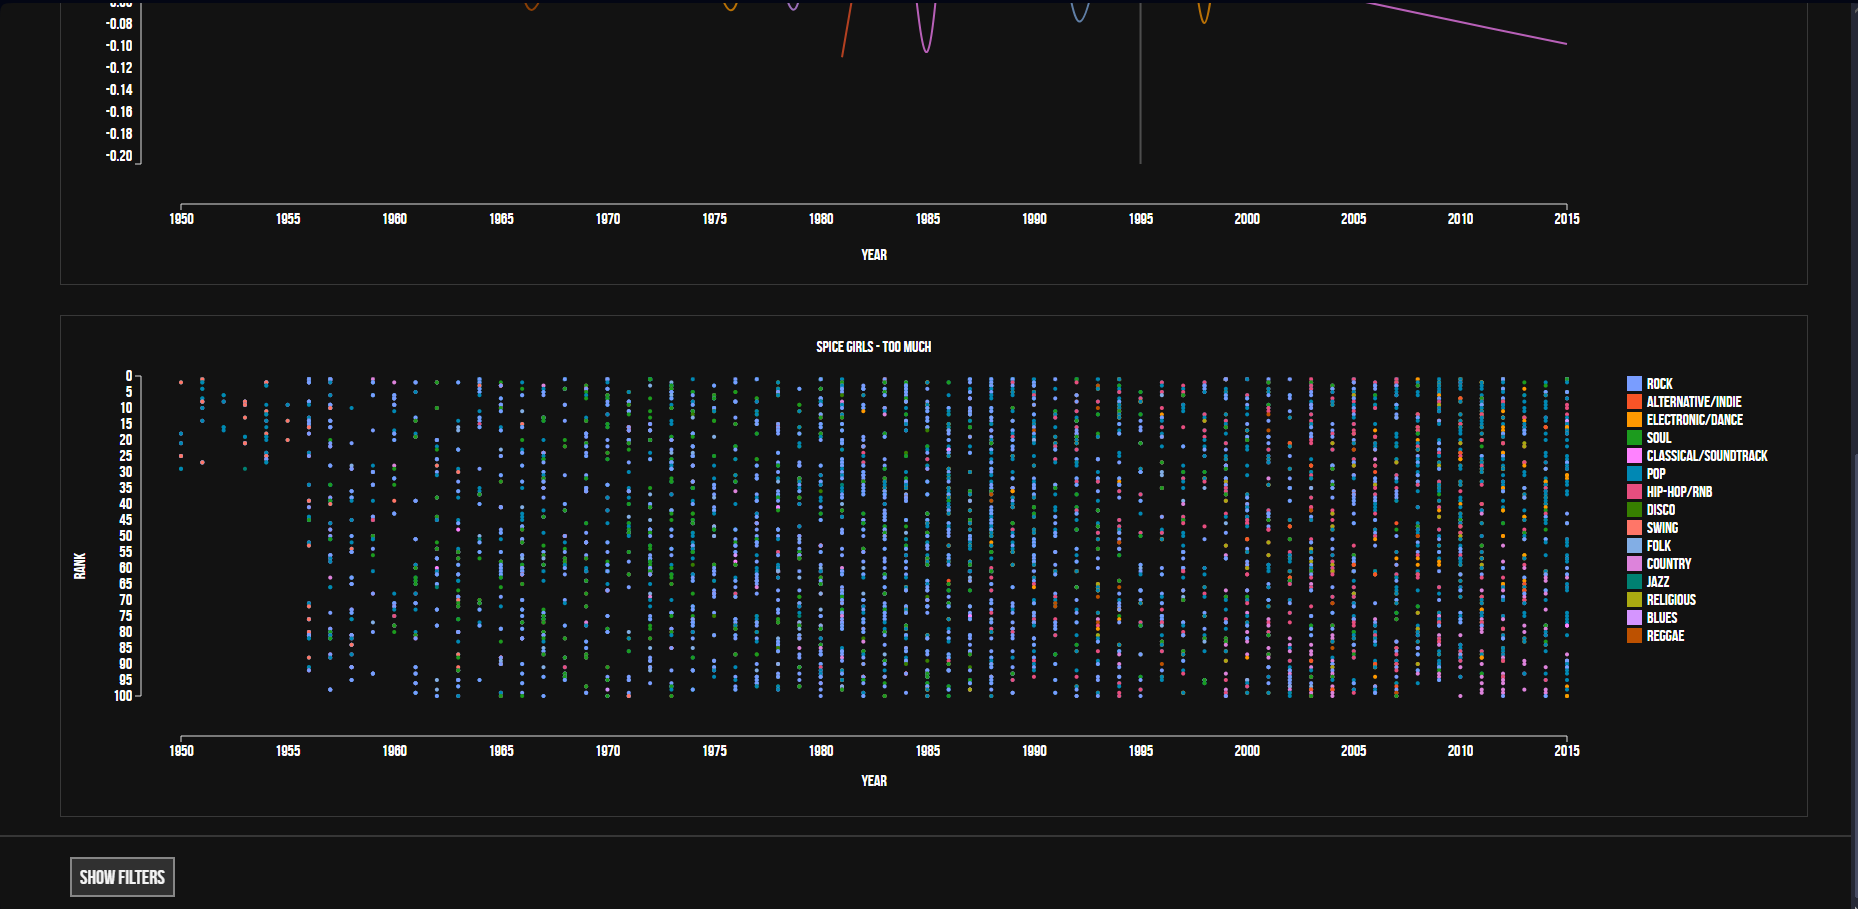 -0.08
-0.10
-0.12
-0.14
-0.16
-0.18
-0.20
1950 1955 1960 1965 1970 1975 1980 1985 1990 1995 2000 2005 2010 2015
YEAR
SPICE GIRLS - TOO MUCH
0
5
10
15
20
25
30
35
40
45
50
55
60
65
70
75
80
85
90
95
100
RANK
1950 1955 1960 1965 1970 1975 1980 1985 1990 1995 2000 2005 2010 2015
YEAR
ROCK
ALTERNATIVE/INDIE
ELECTRONIC/DANCE
SOUL
CLASSICAL/SOUNDTRACK
POP
HIP-HOP/RNB
DISCO
SWING
FOLK
COUNTRY
JAZZ
RELIGIOUS
BLUES
REGGAE
SHOW FILTERS